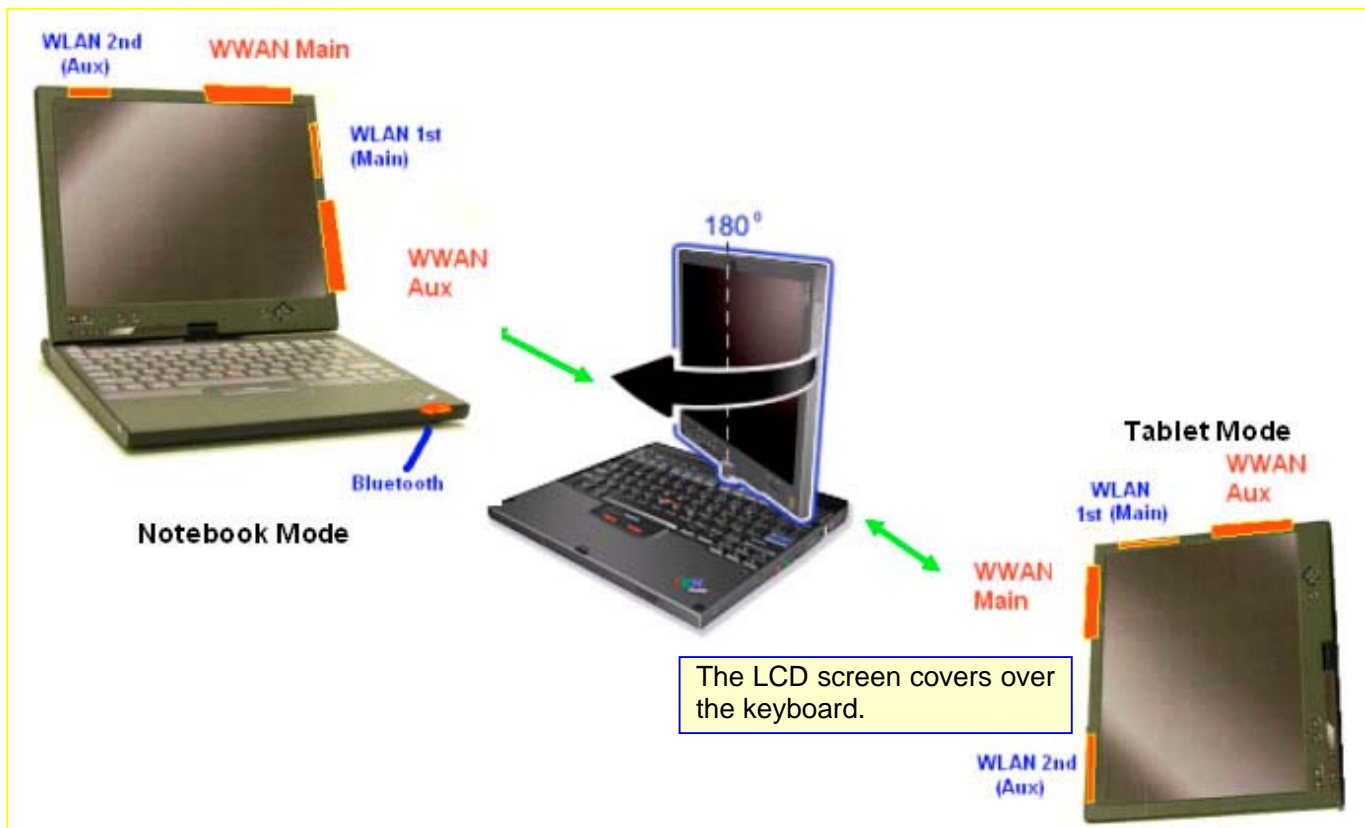 WLAN 2nd
(Aux)
WWAN Main
WLAN 1st
(Main)
WWAN
Aux
Bluetooth
Notebook Mode
180°
Tablet Mode
WWAN
Aux
WLAN
1st (Main)
WWAN
Main
The LCD screen covers over
the keyboard.
WLAN 2nd
(Aux)